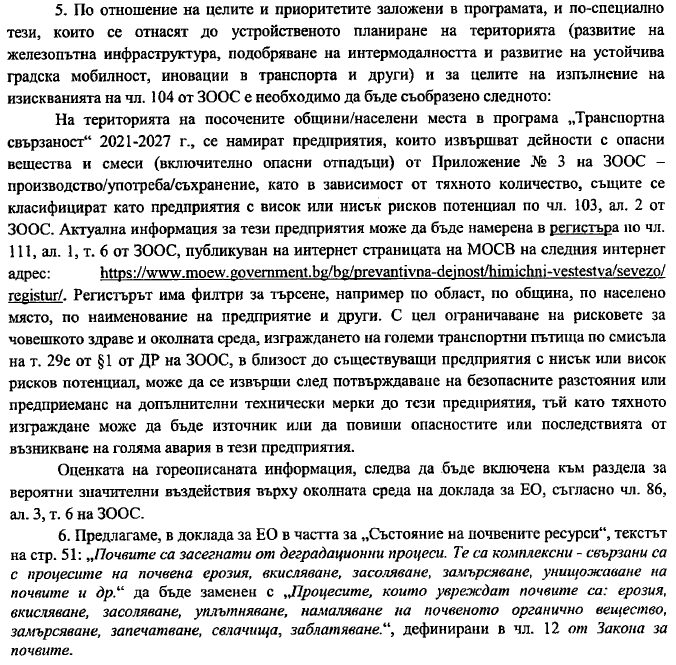 5. По отношение на целите и приоритетите заложени в програмата, и по-специално
тези, които се отнасят до устройственото планиране на територията (развитие на
железопътна инфраструктура, подобряване на интермодалността и развитие на устойчива
градска мобилност, иновации в транспорта и други) и за целите на изпълнение на
изискванията на чл. 104 от ЗООС е необходимо да бъде съобразено следното:
На територията на посочените общини/населени места в програма „Транспортна
свързаност“ 2021-2027 г., се намират предприятия, които извършват дейности с опасни
вещества и смеси (включително опасни отпадъци) от Приложение № 3 на ЗООС –
производство/употреба/съхранение, като в зависимост от тяхното количество, същите се
класифицират като предприятия с висок или нисък рисков потенциал по чл. 103, ал. 2 от
ЗООС. Актуална информация за тези предприятия може да бъде намерена в регистъра по чл.
111, ал. 1, т. 6 от ЗООС, публикуван на интернет страницата на МОСВ на следния интернет
адрес: https://www.moew.government.bg/bg/prevantivna-dejnost/himichni-vestestva/sevezo/
registur/. Регистърът има филтри за търсене, например по област, по община, по населено
място, по наименование на предприятие и други. С цел ограничаване на рисковете за
човешкото здраве и околната среда, изграждането на големи транспортни пътища по смисъла
на т. 29е от §1 от ДР на ЗООС, в близост до съществуващи предприятия с нисък или висок
рисков потенциал, може да се извърши след потвърждаване на безопасните разстояния или
предприемане на допълнителни технически мерки до тези предприятия, тъй като тяхното
изграждане може да бъде източник или да повиши опасностите или последствията от
възникване на голяма авария в тези предприятия.
Оценката на гореописаната информация, следва да бъде включена към раздела за
вероятни значителни въздействия върху околната среда на доклада за ЕО, съгласно чл. 86,
ал. 3, т. 6 на ЗООС.
6. Предлагаме, в доклада за ЕО в частта за „Състояние на почвените ресурси“, текстът
на стр. 51: „Почвите са засегнати от деградационни процеси. Те са комплексни - свързани са
с процесите на почвена ерозия, вкисляване, засоляване, замърсяване, унищожаване на
почвите и др.“ да бъде заменен с „Процесите, които увреждат почвите са: ерозия,
вкисляване, засоляване, уплътняване, намаляване на почвеното органично вещество,
замърсяване, запечатване, свлачища, заблатяване.“, дефинирани в чл. 12 от Закона за
почвите.